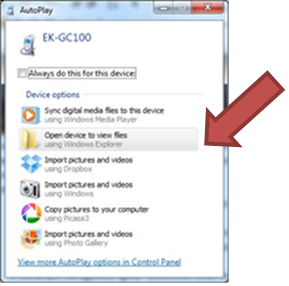 AutoPlay
EK-GC100
Always do this for this device:
Device options
Sync digital media files to this device
using Windows Media Player
Open device to view files
using Windows Explorer
Import pictures and videos
using Dropbox
Import pictures and videos
using Windows
Copy pictures to your computer
using Picasa3
Import pictures and videos
using Photo Gallery
View more AutoPlay options in Control Panel